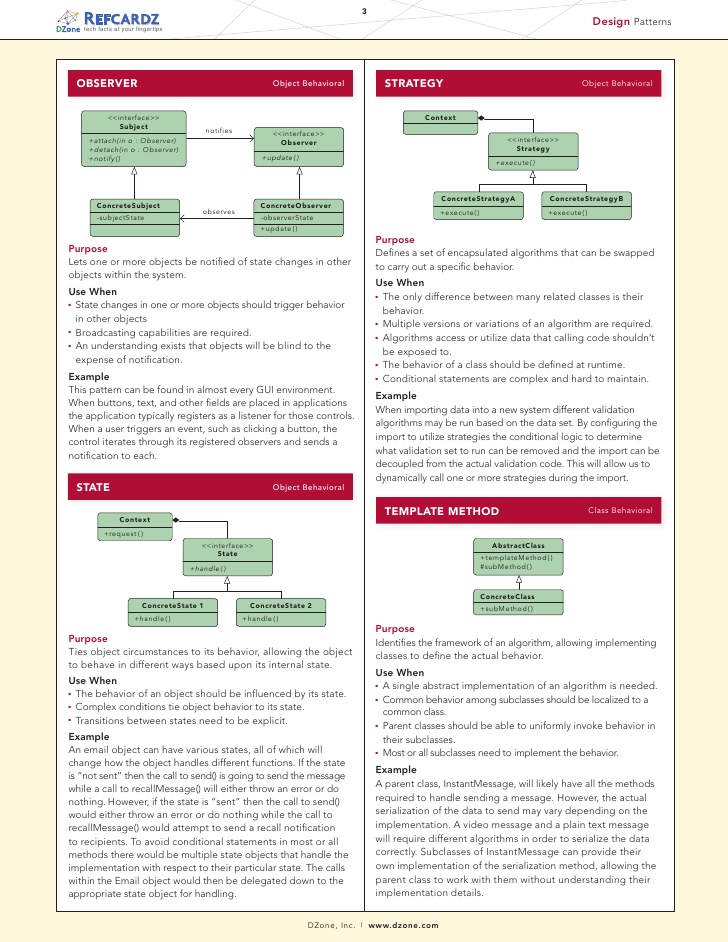 REFCARDZ
DZone tech facts at your fingertips
3
Design Patterns
OBSERVER Object Behavioral
<<interface>>
Subject
+attach(in o : Observer)
+detach(in o : Observer)
+notify()
notifies
<<interface>>
Observer
+update()
ConcreteSubject
-subjectState
observes
ConcreteObserver
-observerState
+update()
Purpose
Lets one or more objects be notified of state changes in other
objects within the system.
Use When
▪ State changes in one or more objects should trigger behavior
in other objects
▪ Broadcasting capabilities are required.
▪ An understanding exists that objects will be blind to the
expense of notification.
Example
This pattern can be found in almost every GUI environment.
When buttons, text, and other fields are placed in applications
the application typically registers as a listener for those controls.
When a user triggers an event, such as clicking a button, the
control iterates through its registered observers and sends a
notification to each.
STATE Object Behavioral
Context
+request()
<<interface>>
State
+handle()
ConcreteState 1
+handle()
ConcreteState 2
+handle()
Purpose
Ties object circumstances to its behavior, allowing the object
to behave in different ways based upon its internal state.
Use When
▪ The behavior of an object should be influenced by its state.
▪ Complex conditions tie object behavior to its state.
▪ Transitions between states need to be explicit.
Example
An email object can have various states, all of which will
change how the object handles different functions. If the state
is “not sent” then the call to send() is going to send the message
while a call to recallMessage() will either throw an error or do
nothing. However, if the state is “sent” then the call to send()
would either throw an error or do nothing while the call to
recallMessage() would attempt to send a recall notification
to recipients. To avoid conditional statements in most or all
methods there would be multiple state objects that handle the
implementation with respect to their particular state. The calls
within the Email object would then be delegated down to the
appropriate state object for handling.
STRATEGY Object Behavioral
Context
<<interface>>
Strategy
+execute()
ConcreteStrategyA
+execute()
ConcreteStrategyB
+execute()
Purpose
Defines a set of encapsulated algorithms that can be swapped
to carry out a specific behavior.
Use When
▪ The only difference between many related classes is their
behavior.
▪ Multiple versions or variations of an algorithm are required.
▪ Algorithms access or utilize data that calling code shouldn’t
be exposed to.
▪ The behavior of a class should be defined at runtime.
▪ Conditional statements are complex and hard to maintain.
Example
When importing data into a new system different validation
algorithms may be run based on the data set. By configuring the
import to utilize strategies the conditional logic to determine
what validation set to run can be removed and the import can be
decoupled from the actual validation code. This will allow us to
dynamically call one or more strategies during the import.
TEMPLATE METHOD Class Behavioral
AbstractClass
+templateMethod()
#subMethod()
ConcreteClass
+subMethod()
Purpose
Identifies the framework of an algorithm, allowing implementing
classes to define the actual behavior.
Use When
▪ A single abstract implementation of an algorithm is needed.
▪ Common behavior among subclasses should be localized to a
common class.
▪ Parent classes should be able to uniformly invoke behavior in
their subclasses.
▪ Most or all subclasses need to implement the behavior.
Example
A parent class, InstantMessage, will likely have all the methods
required to handle sending a message. However, the actual
serialization of the data to send may vary depending on the
implementation. A video message and a plain text message
will require different algorithms in order to serialize the data
correctly. Subclasses of InstantMessage can provide their
own implementation of the serialization method, allowing the
parent class to work with them without understanding their
implementation details.
DZone, Inc. | www.dzone.com